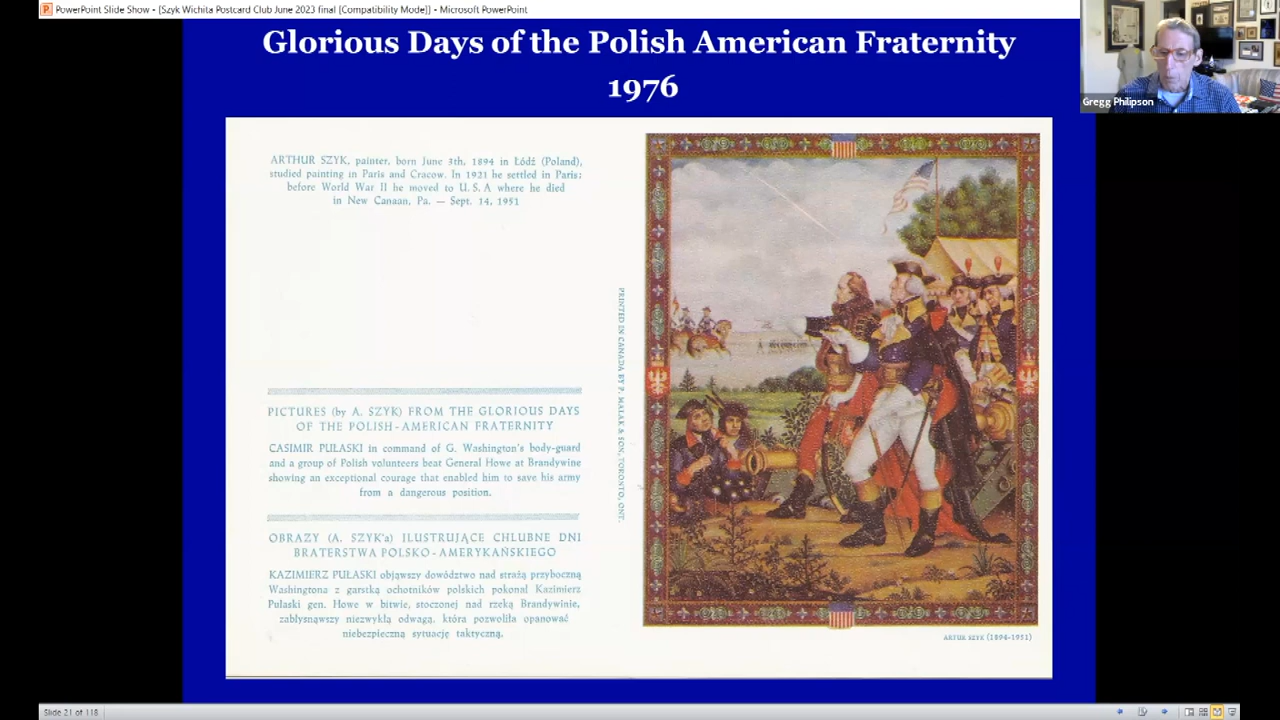 PowerPoint Slide Show - [Szyk Wichita Postcard Club June 2023 final [Compatibility Mode]] - Microsoft PowerPoint
Glorious Days of the Polish American Fraternity
1976
Gregg Philipson
ARTHUR SZYK, painter, born June 3th, 1894 in Łódź (Poland),
studied painting in Paris and Cracow. In 1921 he settled in Paris;
before World War II he moved to U. S. A where he died
in New Canaan, Pa. — Sept. 14, 1951
PICTURES (by A. SZYK) FROM THE GLORIOUS DAYS
OF THE POLISH-AMERICAN FRATERNITY
CASIMIR PUŁASKI in command of G. Washington's body-guard
and a group of Polish volunteers beat General Howe at Brandywine
showing an exceptional courage that enabled him to save his army
from a dangerous position.
OBRAZY (A. SZYK'a) ILUSTRUJĄCE CHLUBNE DNI
BRATERSTWA POLSKO-AMERYKAŃSKIEGO
KAZIMIERZ PUŁASKI objąwszy dowództwo nad strażą przyboczną
Washingtona z garstką ochotników polskich pokonał Kazimierz
Pułaski gen. Howe w bitwie, stoczonej nad rzeką Brandywinie,
zabłysnąwszy niezwykłą odwagą, która pozwoliła opanować
niebezpieczną sytuację taktyczną.
PRINTED IN CANADA BY P. MALAK & SON, TORONTO, ONT.
ARTUR SZYK (1894-1951)
Slide 21 of 118